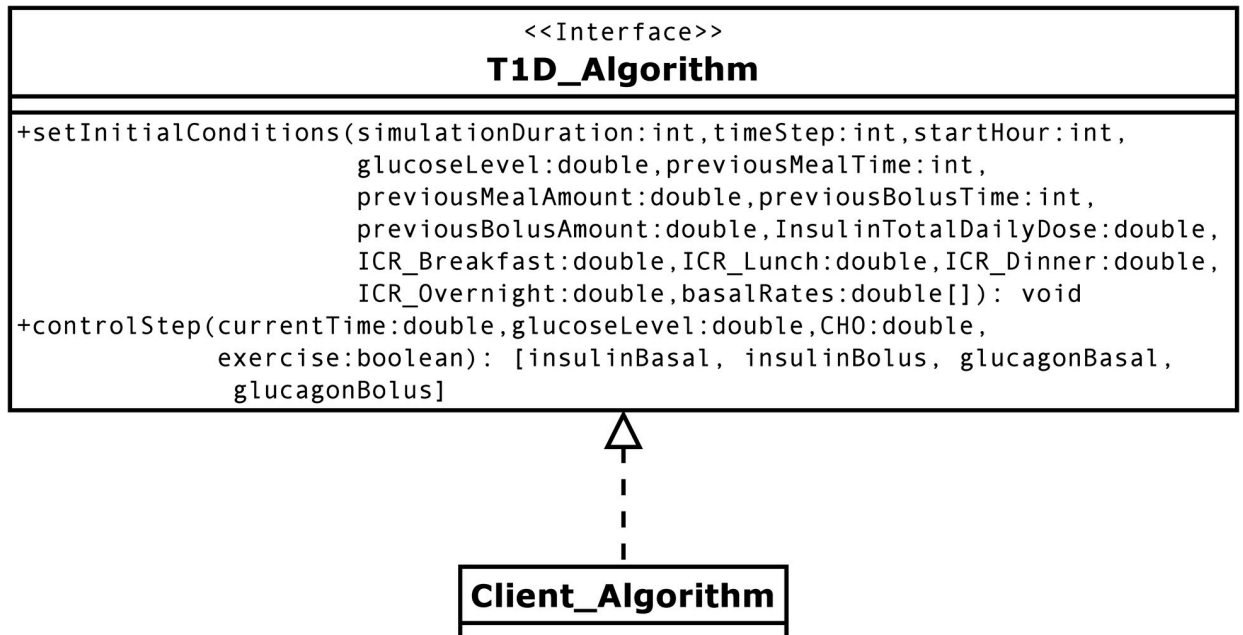 <<Interface>>
T1D_Algorithm
+setInitialConditions(simulationDuration:int,timeStep:int,startHour:int,
glucoseLevel:double,previousMealTime:int,
previousMealAmount:double,previousBolusTime:int,
previousBolusAmount:double,InsulinTotalDailyDose:double,
ICR_Breakfast:double,ICR_Lunch:double,ICR_Dinner:double,
ICR_Overnight:double,basalRates:double[]): void
+controlStep(currentTime:double,glucoseLevel:double,CHO:double,
exercise:boolean): [insulinBasal, insulinBolus, glucagonBasal,
glucagonBolus]
Client_Algorithm